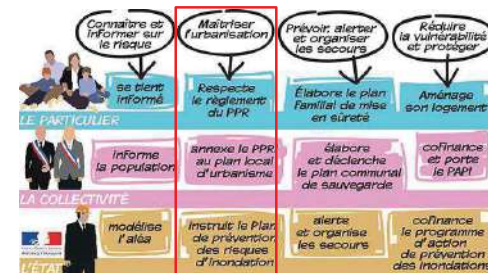 Connaître et
informer sur
le risque
Maîtriser
l'urbanisation
Prévoir, alerter
et organiser
les secours
Réduire
la vulnérabilité
et protéger
se tient
informé
Respecte
le règlement
du PPR
Élabore le plan
Familial de mise
en sûreté
Aménage
son logement
LE PARTICULIER
informe
la population
annexe le PPR
au plan local
d'urbanisme
élabore
et déclenche
le plan communal
de sauvegarde
cofinance
et porte
le PAPI
LA COLLECTIVITÉ
modélise
l'aléa
instruit le Plan
de prévention
des risques
d'inondation
alerte
et organise
les secours
cofinance
le programme
d'action
de prévention
des inondations
L'ÉTAT